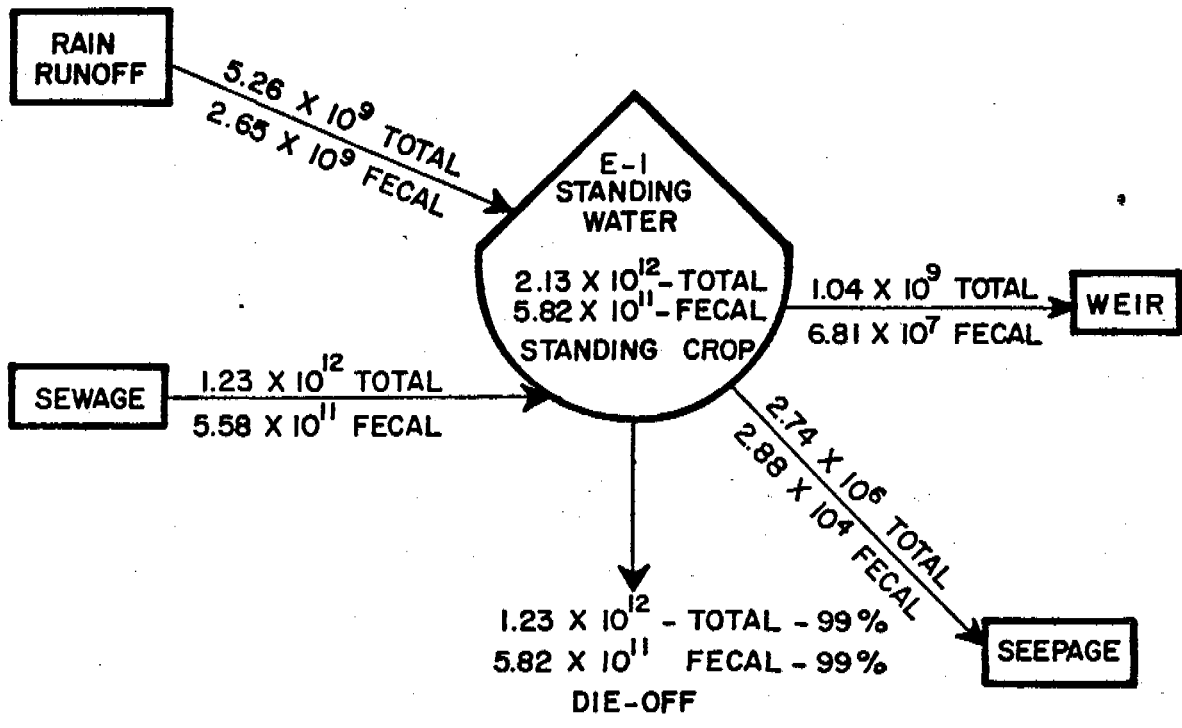 RAIN
RUNOFF
5.26 X 10⁹ TOTAL
2.65 X 10⁹ FECAL
E-1
STANDING
WATER
2.13 X 10¹² - TOTAL
5.82 X 10¹¹ - FECAL
STANDING CROP
1.04 X 10⁹ TOTAL
6.81 X 10⁷ FECAL
WEIR
SEWAGE
1.23 X 10¹² TOTAL
5.58 X 10¹¹ FECAL
2.74 X 10⁶ TOTAL
2.88 X 10⁴ FECAL
SEEPAGE
1.23 X 10¹² - TOTAL - 99%
5.82 X 10¹¹ FECAL - 99%
DIE-OFF